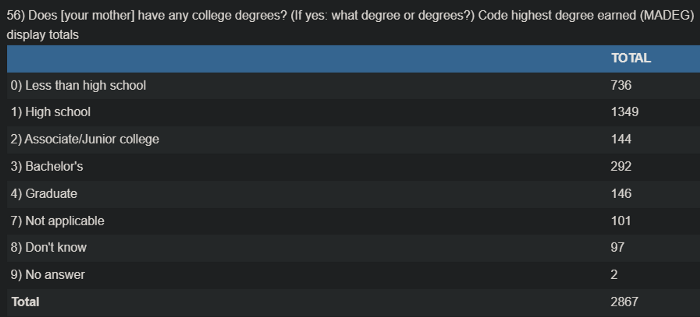 56) Does [your mother] have any college degrees? (If yes: what degree or degrees?) Code highest degree earned (MADEG)
display totals
TOTAL
0) Less than high school 736
1) High school 1349
2) Associate/Junior college 144
3) Bachelor's 292
4) Graduate 146
7) Not applicable 101
8) Don't know 97
9) No answer 2
Total 2867